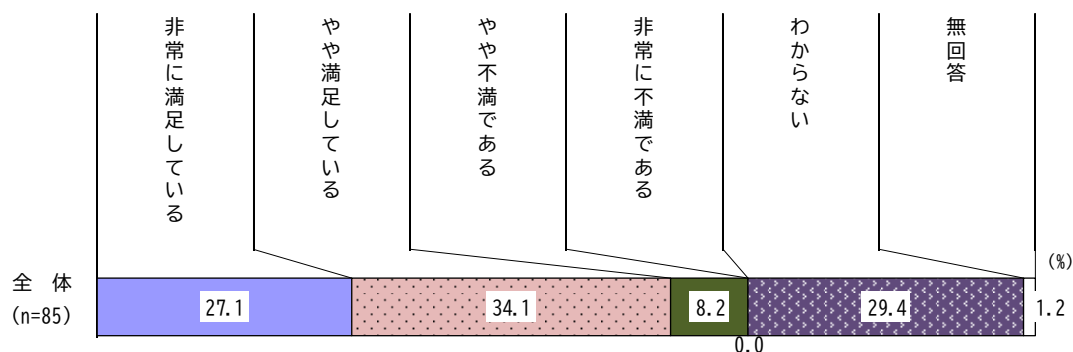 非常に満足している
やや満足している
やや不満である
非常に不満である
わからない
無回答
(%)
全 体
(n=85)
27.1
34.1
8.2
0.0
29.4
1.2